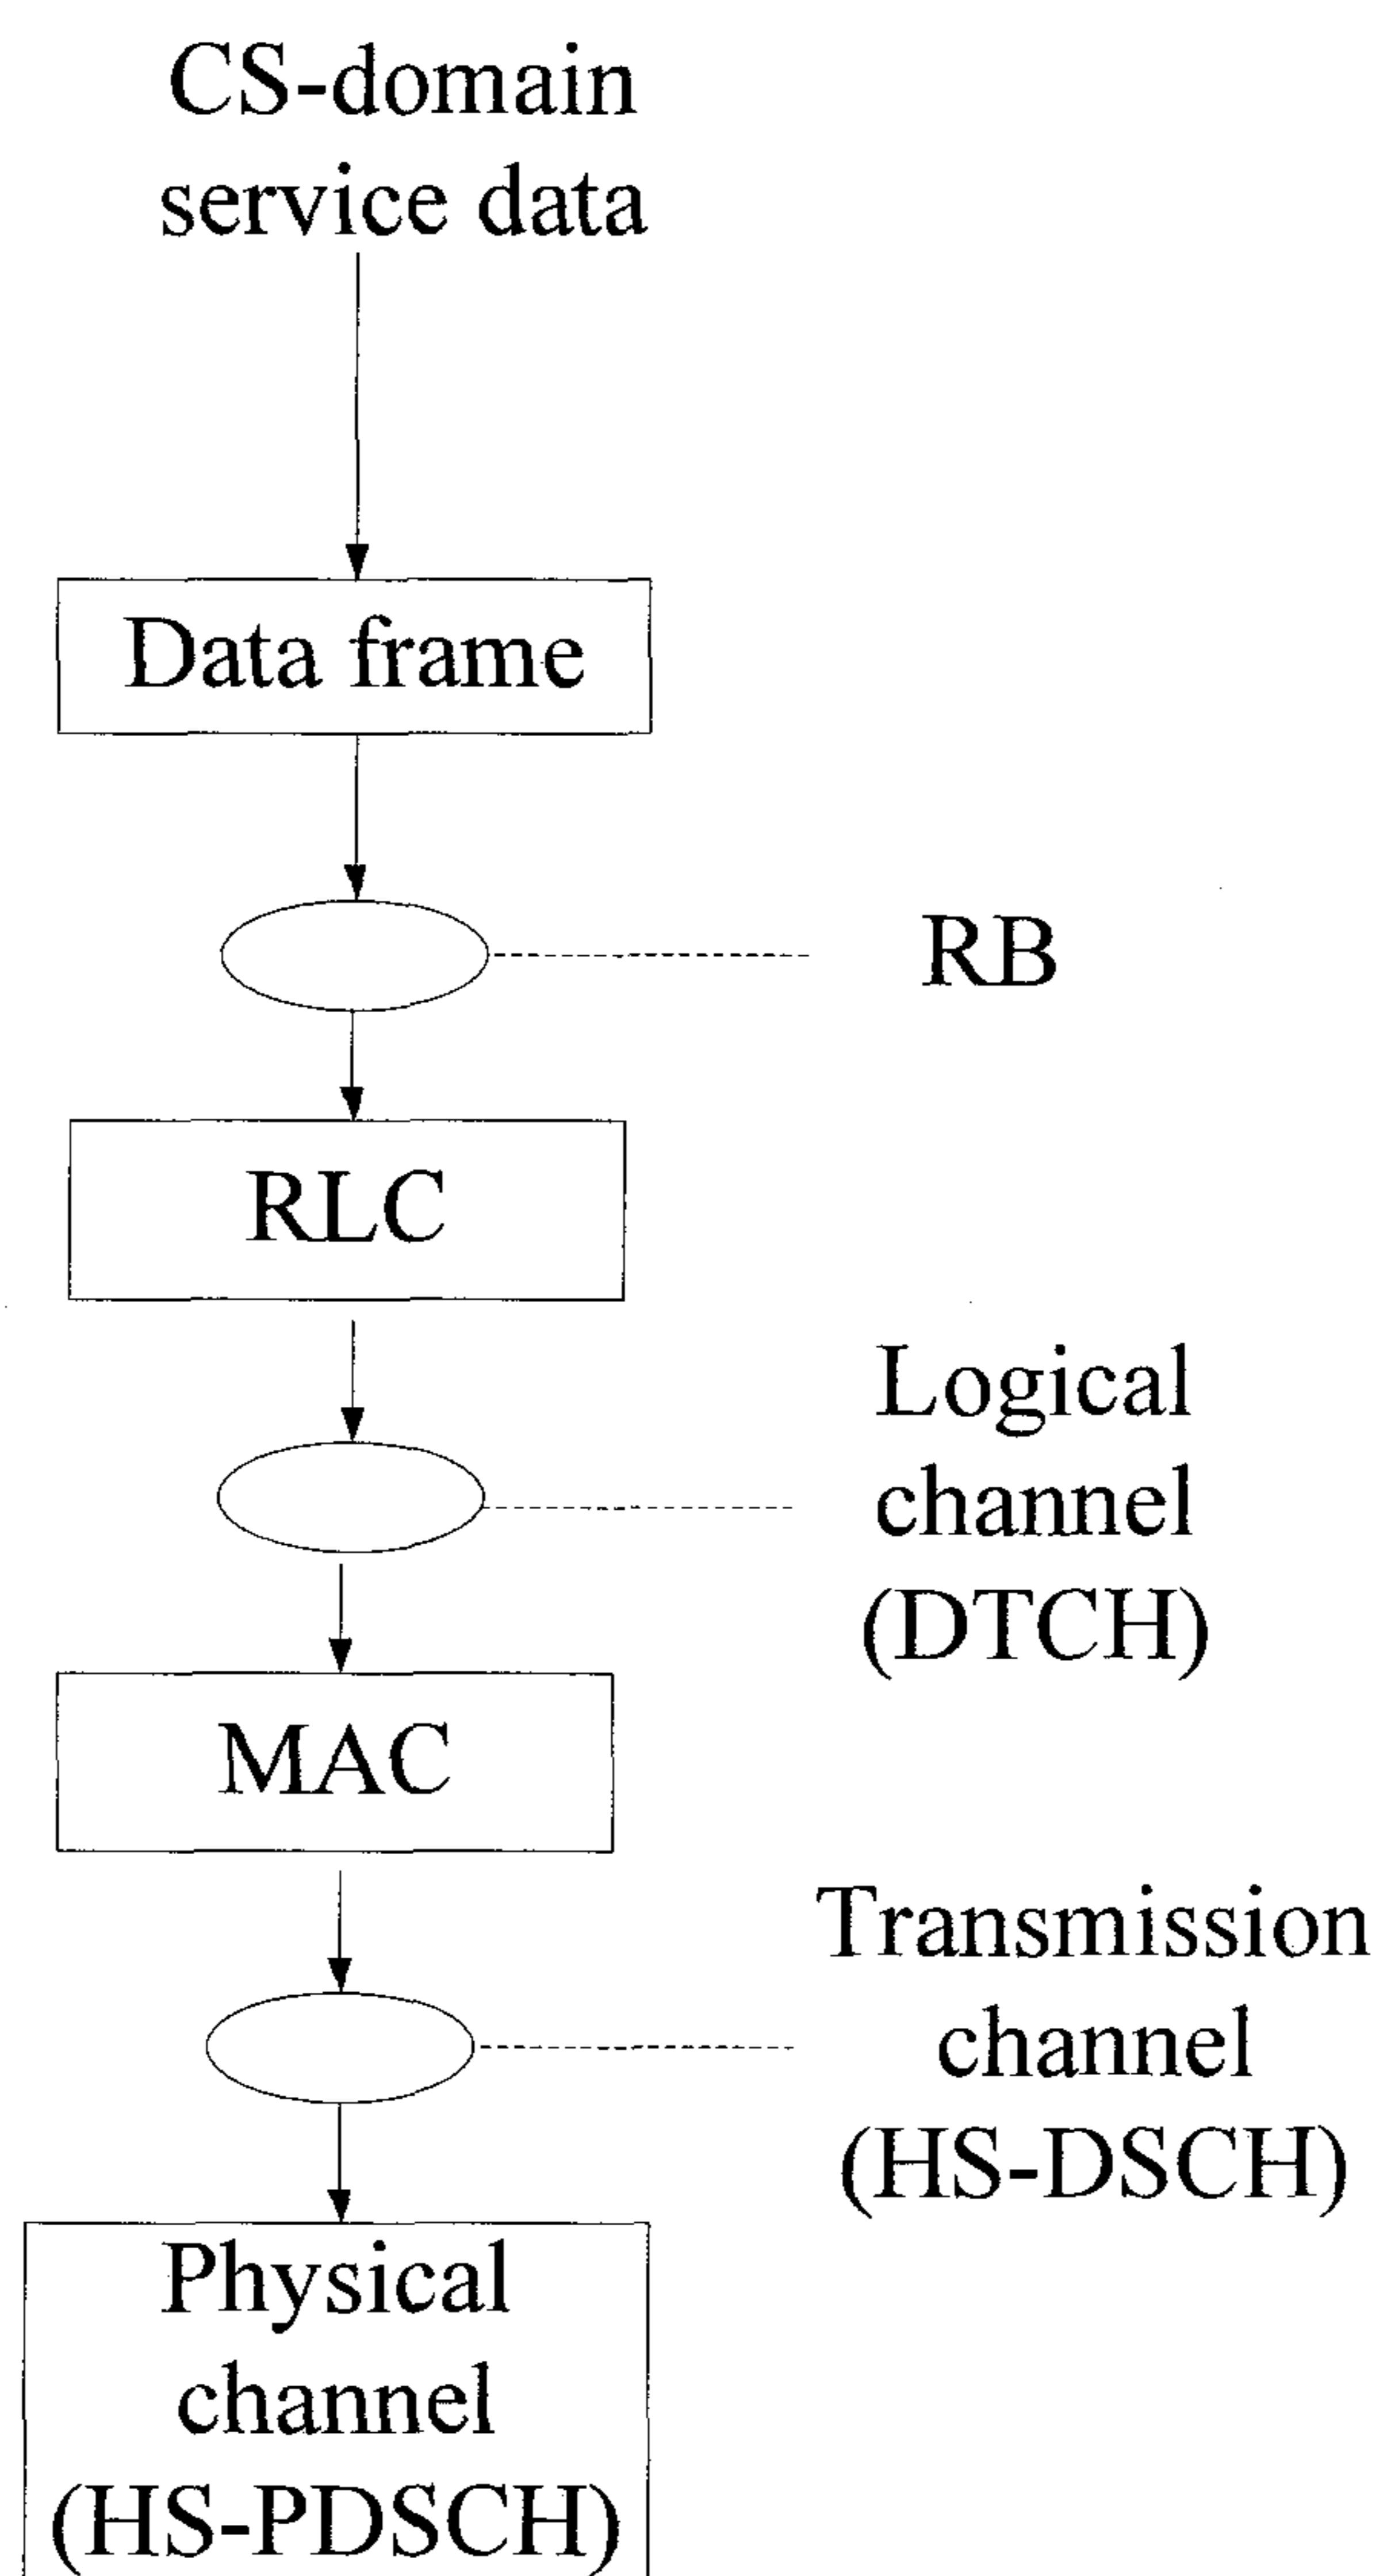 CS-domain
service data
Data frame
RB
RLC
Logical
channel
(DTCH)
MAC
Transmission
channel
(HS-DSCH)
Physical
channel
(HS-PDSCH)